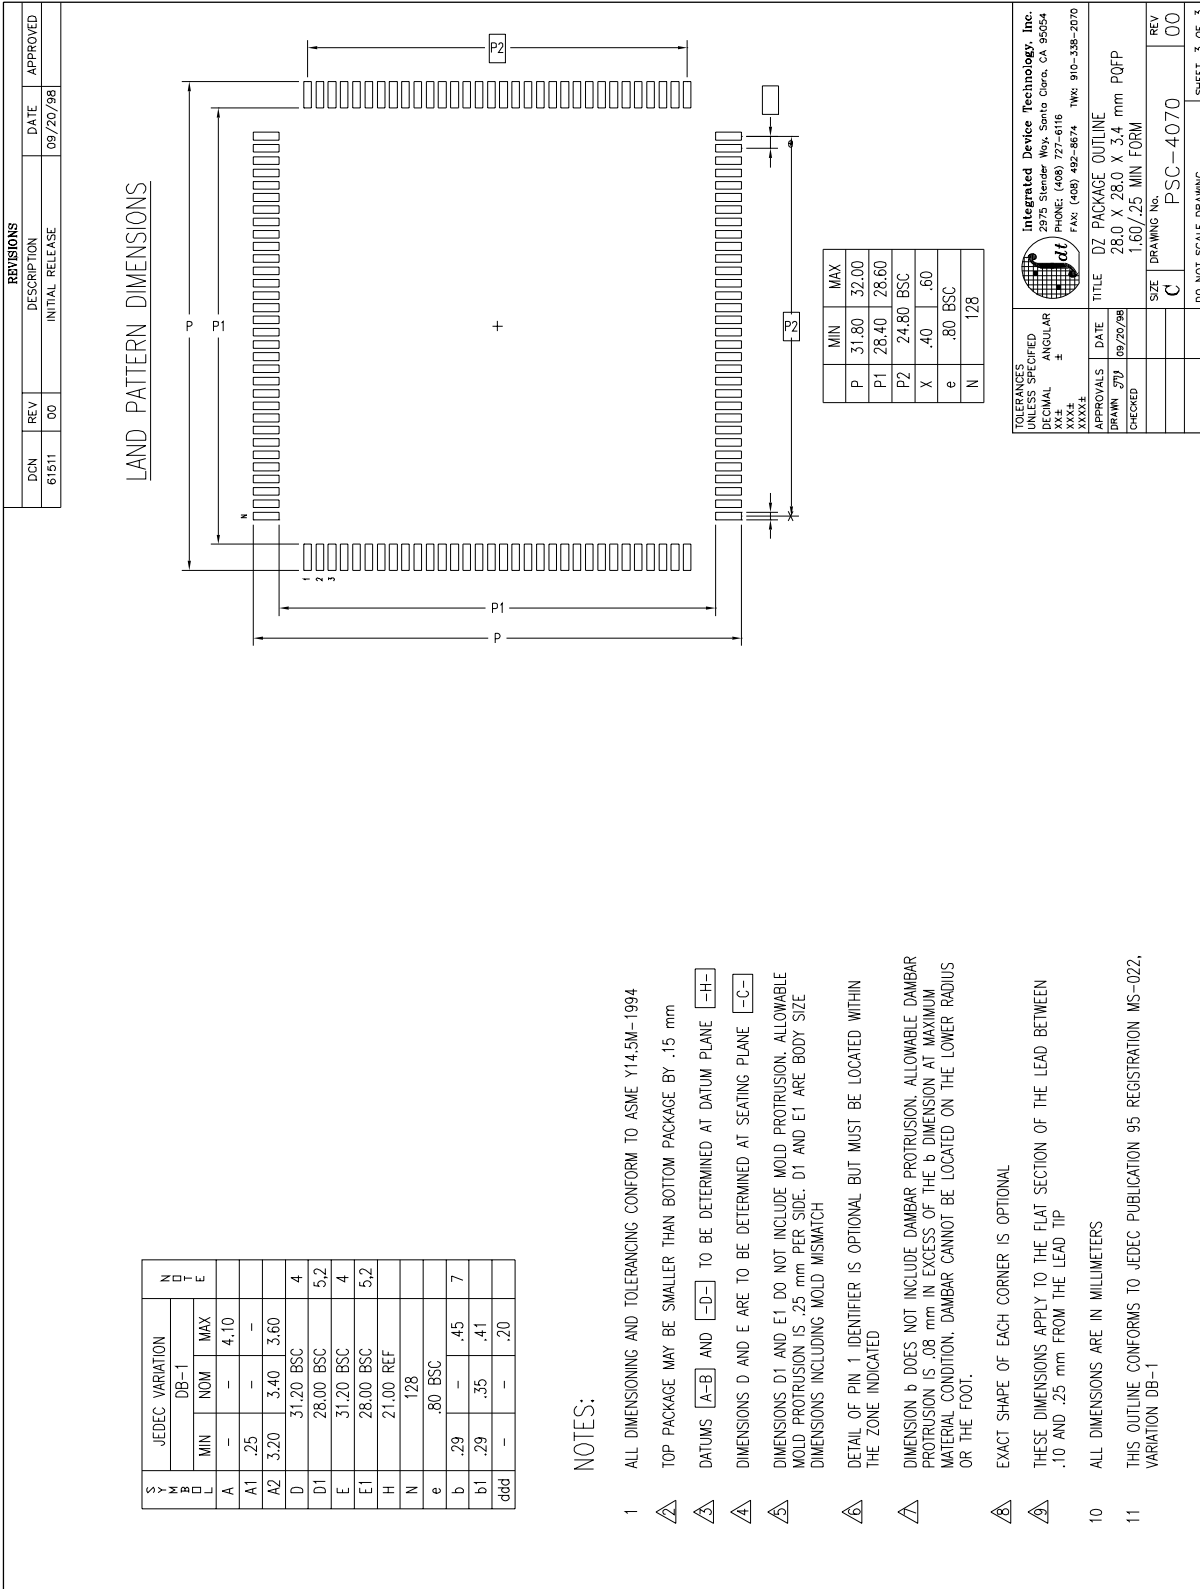 REVISIONS
DCN REV DESCRIPTION DATE APPROVED
61511 00 INITIAL RELEASE 09/20/98
LAND PATTERN DIMENSIONS
P
P1
P2
N
1
2
3
P1
P
X
P2
e
MIN MAX
P 31.80 32.00
P1 28.40 28.60
P2 24.80 BSC
X .40 .60
e .80 BSC
N 128
S Y M B O L JEDEC VARIATION N O T E
DB-1
MIN NOM MAX
A – – 4.10
A1 .25 – –
A2 3.20 3.40 3.60
D 31.20 BSC 4
D1 28.00 BSC 5,2
E 31.20 BSC 4
E1 28.00 BSC 5,2
H 21.00 REF
N 128
e .80 BSC
b .29 – .45 7
b1 .29 .35 .41
ddd – – .20
NOTES:
1 ALL DIMENSIONING AND TOLERANCING CONFORM TO ASME Y14.5M-1994
2 TOP PACKAGE MAY BE SMALLER THAN BOTTOM PACKAGE BY .15 mm
3 DATUMS A-B AND -D- TO BE DETERMINED AT DATUM PLANE -H-
4 DIMENSIONS D AND E ARE TO BE DETERMINED AT SEATING PLANE -C-
5 DIMENSIONS D1 AND E1 DO NOT INCLUDE MOLD PROTRUSION. ALLOWABLE
MOLD PROTRUSION IS .25 mm PER SIDE. D1 AND E1 ARE BODY SIZE
DIMENSIONS INCLUDING MOLD MISMATCH
6 DETAIL OF PIN 1 IDENTIFIER IS OPTIONAL BUT MUST BE LOCATED WITHIN
THE ZONE INDICATED
7 DIMENSION b DOES NOT INCLUDE DAMBAR PROTRUSION. ALLOWABLE DAMBAR
PROTRUSION IS .08 mm IN EXCESS OF THE b DIMENSION AT MAXIMUM
MATERIAL CONDITION. DAMBAR CANNOT BE LOCATED ON THE LOWER RADIUS
OR THE FOOT.
8 EXACT SHAPE OF EACH CORNER IS OPTIONAL
9 THESE DIMENSIONS APPLY TO THE FLAT SECTION OF THE LEAD BETWEEN
.10 AND .25 mm FROM THE LEAD TIP
10 ALL DIMENSIONS ARE IN MILLIMETERS
11 THIS OUTLINE CONFORMS TO JEDEC PUBLICATION 95 REGISTRATION MS-022,
VARIATION DB-1
TOLERANCES
UNLESS SPECIFIED
DECIMAL ANGULAR
XX± ±
XXX±
XXXX±
APPROVALS DATE
DRAWN 09/20/98
CHECKED
idt
Integrated Device Technology, Inc.
2975 Stender Way, Santa Clara, CA 95054
PHONE: (408) 727-6116
FAX: (408) 492-8674 TWX: 910-338-2070
TITLE DZ PACKAGE OUTLINE
28.0 X 28.0 X 3.4 mm PQFP
1.60/.25 MIN FORM
SIZE DRAWING No. REV
C PSC-4070 00
DO NOT SCALE DRAWING SHEET 3 OF 3